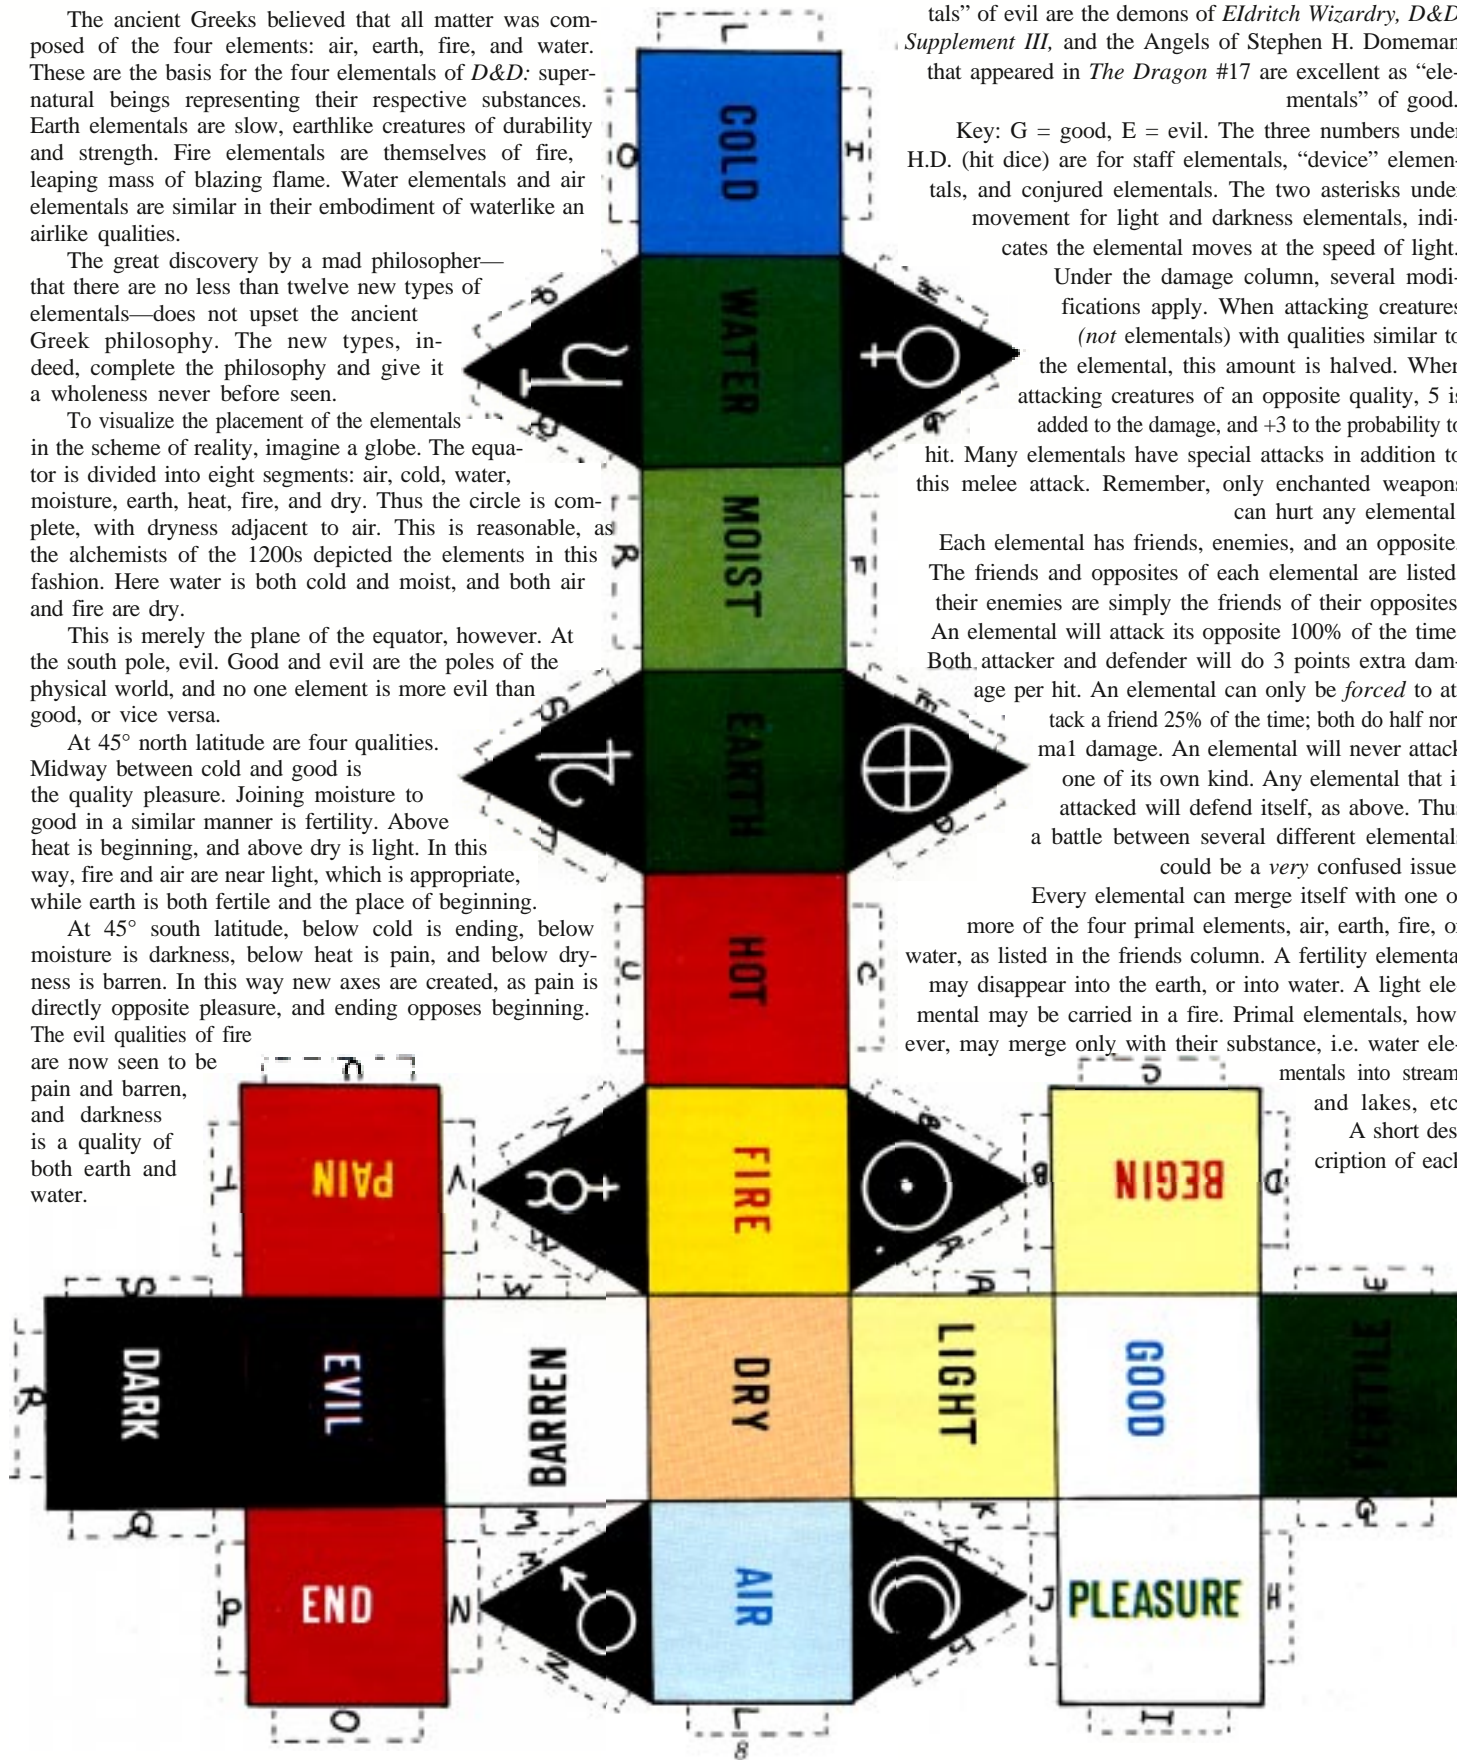 The ancient Greeks believed that all matter was com-
posed of the four elements: air, earth, fire, and water.
These are the basis for the four elementals of D&D: super-
natural beings representing their respective substances.
Earth elementals are slow, earthlike creatures of durability
and strength. Fire elementals are themselves of fire,
leaping mass of blazing flame. Water elementals and air
elementals are similar in their embodiment of waterlike an
airlike qualities.
The great discovery by a mad philosopher—
that there are no less than twelve new types of
elementals—does not upset the ancient
Greek philosophy. The new types, in-
deed, complete the philosophy and give it
a wholeness never before seen.
To visualize the placement of the elementals
in the scheme of reality, imagine a globe. The equa-
tor is divided into eight segments: air, cold, water,
moisture, earth, heat, fire, and dry. Thus the circle is com-
plete, with dryness adjacent to air. This is reasonable, as
the alchemists of the 1200s depicted the elements in this
fashion. Here water is both cold and moist, and both air
and fire are dry.
This is merely the plane of the equator, however. At
the south pole, evil. Good and evil are the poles of the
physical world, and no one element is more evil than
good, or vice versa.
At 45° north latitude are four qualities.
Midway between cold and good is
the quality pleasure. Joining moisture to
good in a similar manner is fertility. Above
heat is beginning, and above dry is light. In this
way, fire and air are near light, which is appropriate,
while earth is both fertile and the place of beginning.
At 45° south latitude, below cold is ending, below
moisture is darkness, below heat is pain, and below dry-
ness is barren. In this way new axes are created, as pain is
directly opposite pleasure, and ending opposes beginning.
The evil qualities of fire
are now seen to be
pain and barren,
and darkness
is a quality of
both earth and
water.
tals” of evil are the demons of EIdritch Wizardry, D&D
Supplement III, and the Angels of Stephen H. Domeman
that appeared in The Dragon #17 are excellent as “ele-
mentals” of good.
Key: G = good, E = evil. The three numbers under
H.D. (hit dice) are for staff elementals, “device” elemen-
tals, and conjured elementals. The two asterisks unde
movement for light and darkness elementals, indi-
cates the elemental moves at the speed of light.
Under the damage column, several modi-
fications apply. When attacking creatures
(not elementals) with qualities similar to
the elemental, this amount is halved. When
attacking creatures of an opposite quality, 5 is
added to the damage, and +3 to the probability to
hit. Many elementals have special attacks in addition to
this melee attack. Remember, only enchanted weapons
can hurt any elemental
Each elemental has friends, enemies, and an opposite.
The friends and opposites of each elemental are listed
their enemies are simply the friends of their opposites
An elemental will attack its opposite 100% of the time
Both attacker and defender will do 3 points extra dam-
age per hit. An elemental can only be forced to at
tack a friend 25% of the time; both do half nor
ma1 damage. An elemental will never attack
one of its own kind. Any elemental that i
attacked will defend itself, as above. Thu
a battle between several different elementals
could be a very confused issue
Every elemental can merge itself with one o
more of the four primal elements, air, earth, fire, o
water, as listed in the friends column. A fertility elementa
may disappear into the earth, or into water. A light ele
mental may be carried in a fire. Primal elementals, how
ever, may merge only with their substance, i.e. water ele-
mentals into stream
and lakes, etc
A short des
cription of each
L
O
COLD
H
P
WATER
H
Q
G
R
MOIST
F
S
EARTH
E
T
D
U
HOT
C
U
C
T
PAIN
V
V
W
FIRE
B
A
B
BEGIN
D
S
W
A
E
R
DARK
EVIL
BARREN
DRY
LIGHT
GOOD
FERTILE
Q
M
K
G
P
END
N
M
N
AIR
K
J
J
PLEASURE
H
O
L
I
8